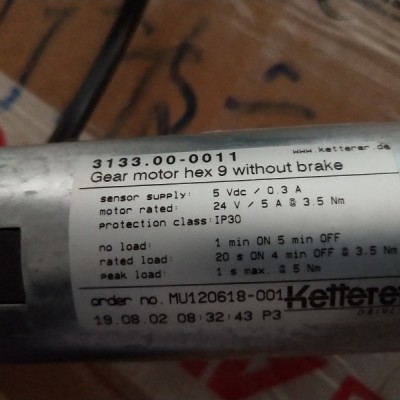 www.ketterer.de
3133.00-0011
Gear motor hex 9 without brake
sensor supply: 5 Vdc / 0.3 A
motor rated: 24 V / 5 A @ 3.5 Nm
protection class: IP30
no load: 1 min ON 5 min OFF
rated load: 20 s ON 4 min OFF @ 3.5 Nm
peak load: 1 s max. @ 5 Nm
order no. MU120618-001 Ketterer
19.08.02 08:32:43 P3